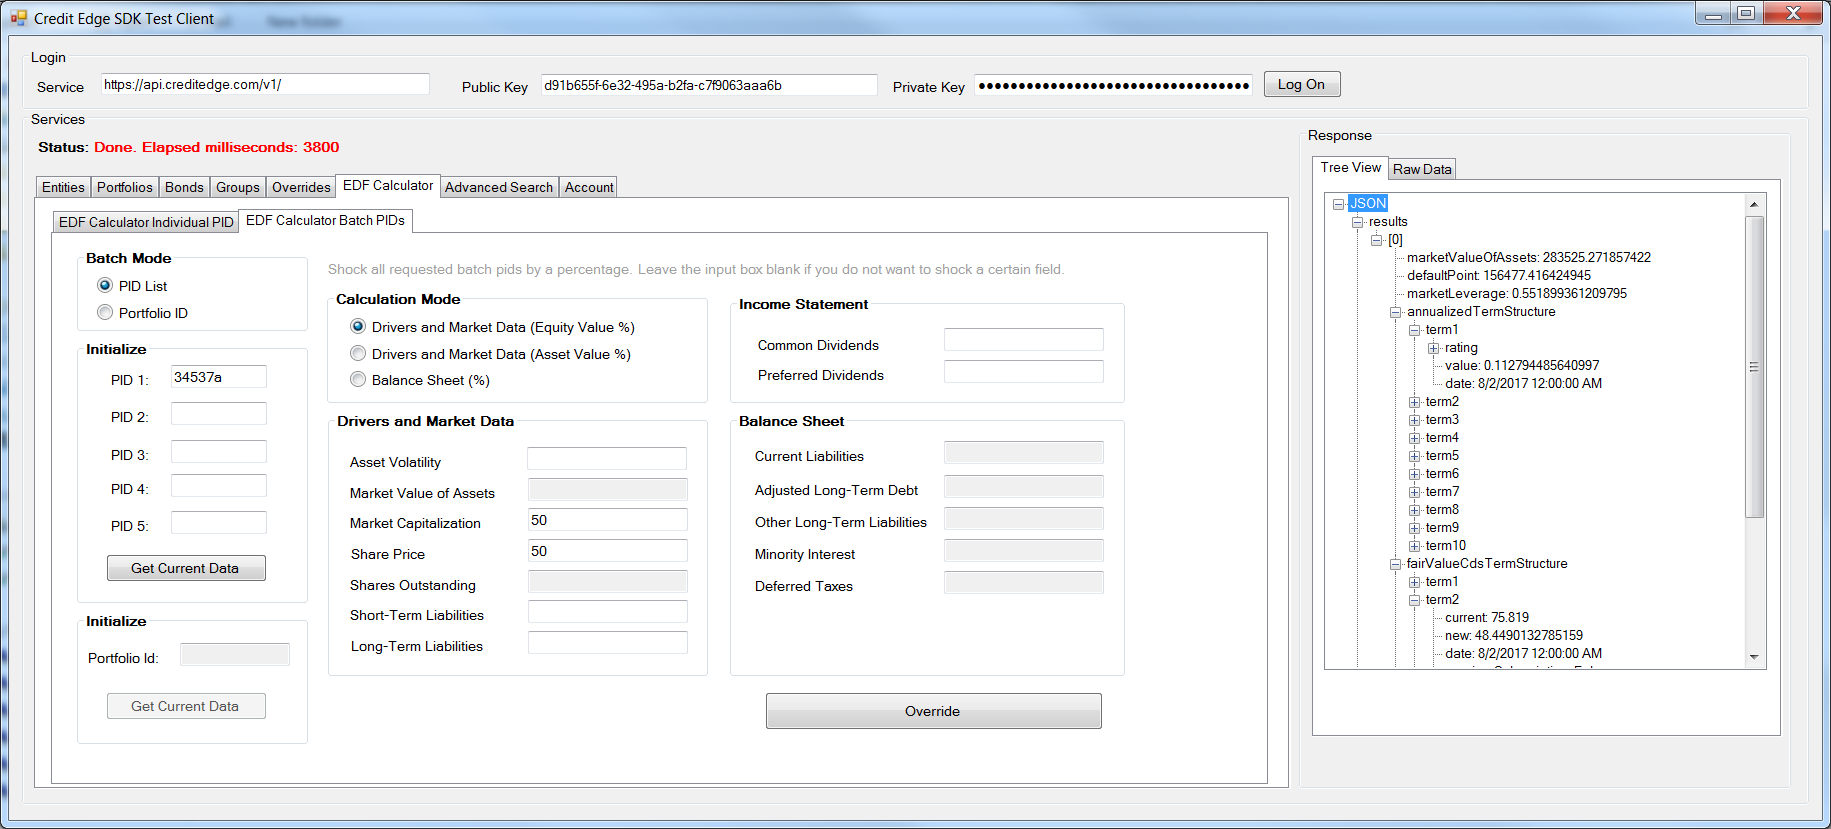 Credit Edge SDK Test Client
New folder
Login
Service
https://api.creditedge.com/v1/
Public Key
d91b655f-6e32-495a-b2fa-c7f9063aaa6b
Private Key
Log On
Services
Status: Done. Elapsed milliseconds: 3800
Entities
Portfolios
Bonds
Groups
Overrides
EDF Calculator
Advanced Search
Account
EDF Calculator Individual PID
EDF Calculator Batch PIDs
Batch Mode
PID List
Portfolio ID
Initialize
PID 1:
34537a
PID 2:
PID 3:
PID 4:
PID 5:
Get Current Data
Initialize
Portfolio Id:
Get Current Data
Shock all requested batch pids by a percentage. Leave the input box blank if you do not want to shock a certain field.
Calculation Mode
Drivers and Market Data (Equity Value %)
Drivers and Market Data (Asset Value %)
Balance Sheet (%)
Drivers and Market Data
Asset Volatility
Market Value of Assets
Market Capitalization
50
Share Price
50
Shares Outstanding
Short-Term Liabilities
Long-Term Liabilities
Income Statement
Common Dividends
Preferred Dividends
Balance Sheet
Current Liabilities
Adjusted Long-Term Debt
Other Long-Term Liabilities
Minority Interest
Deferred Taxes
Override
Response
Tree View
Raw Data
JSON
results
[0]
marketValueOfAssets: 283525.271857422
defaultPoint: 156477.416424945
marketLeverage: 0.551899361209795
annualizedTermStructure
term1
rating
value: 0.112794485640997
date: 8/2/2017 12:00:00 AM
term2
term3
term4
term5
term6
term7
term8
term9
term10
fairValueCdsTermStructure
term1
term2
current: 75.819
new: 48.4490132785159
date: 8/2/2017 12:00:00 AM